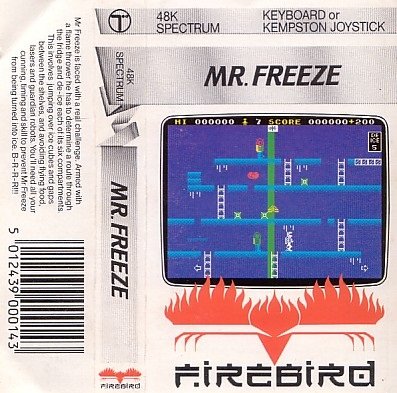 48K
SPECTRUM
KEYBOARD or
KEMPSTON JOYSTICK
MR. FREEZE
HI 000000 7 SCORE 000000+200
DE
ICE
FIREBIRD
48K
SPECTRUM
MR. FREEZE
FIREBIRD
Mr Freeze is faced with a real challenge. Armed with
a flame thrower he has to determine a route through
the fridge and de-ice each of its six compartments
This involves jumping over ice cubes and gaps
between the shelves, and avoiding flying food,
lasers and guardian robots. You'll need all your
cunning, timing and skill to prevent Mr Freeze
from being turned into ice. B-R-R-R!!!
5 012439 000143